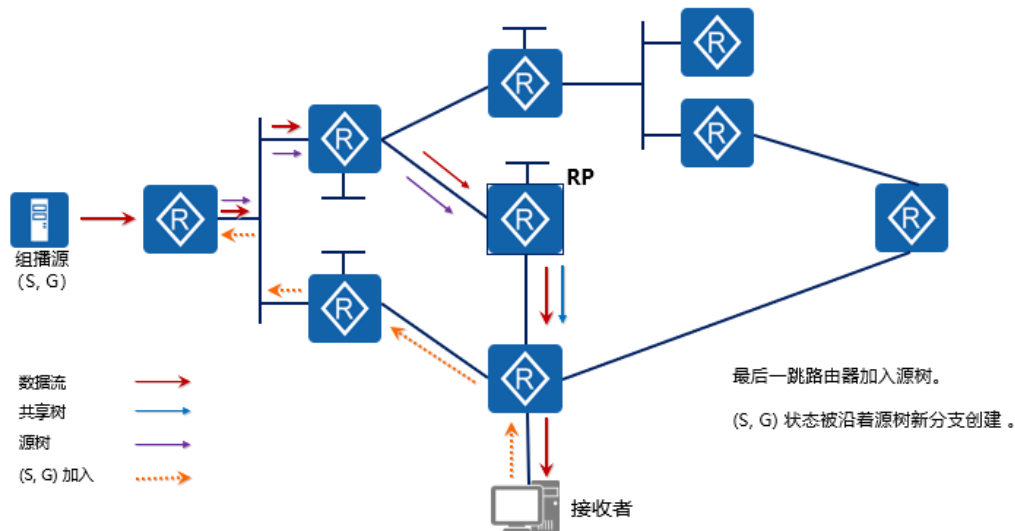 R
R
R
R
RP
R
R
R
组播源
(S, G)
R
R
数据流
共享树
源树
(S, G) 加入
最后一跳路由器加入源树。
(S, G) 状态被沿着源树新分支创建 。
接收者